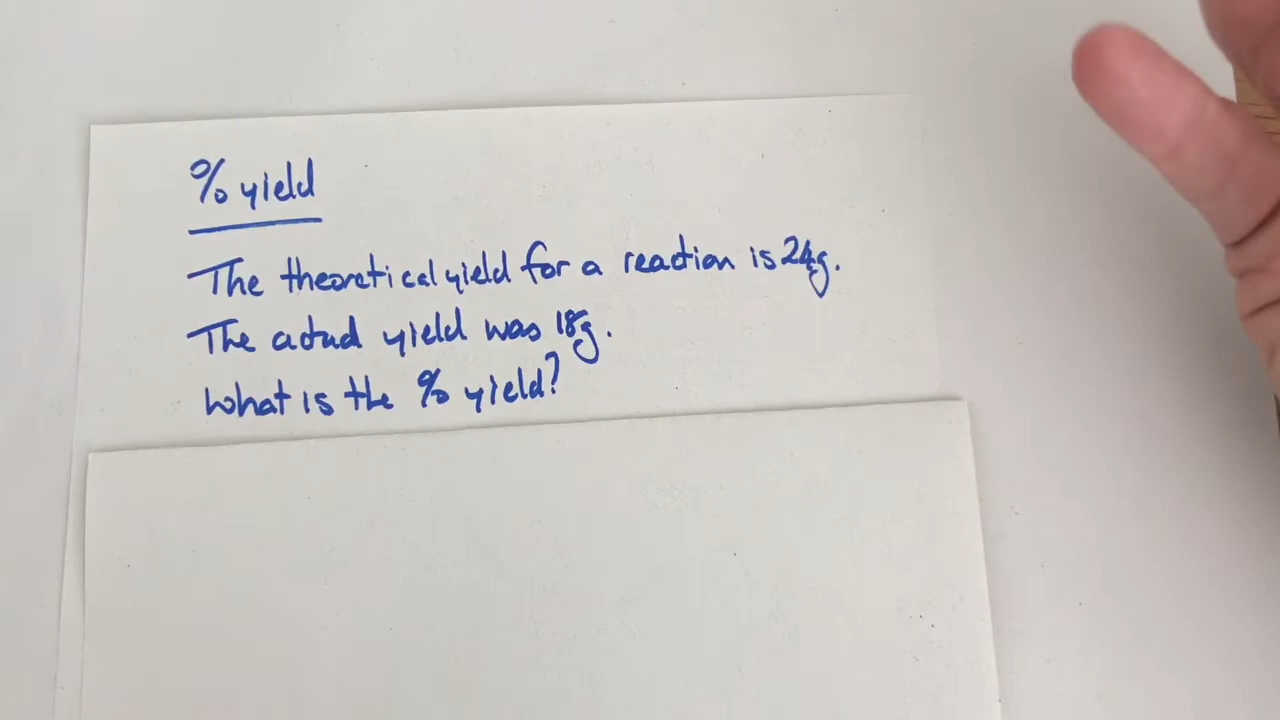 % yield
The theoretical yield for a reaction is 24g.
The actual yield was 18g.
What is the % yield?